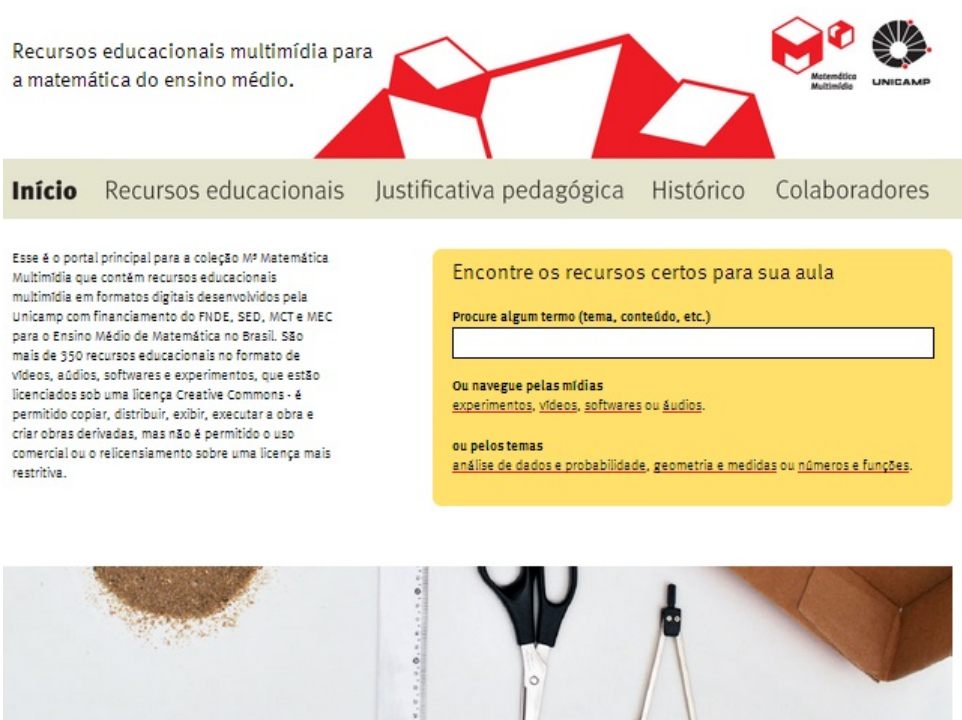 Recursos educacionais multimídia para
a matemática do ensino médio.
Matemática
Multimídia
UNICAMP
Início Recursos educacionais Justificativa pedagógica Histórico Colaboradores
Esse é o portal principal para a coleção M³ Matemática
Multimídia que contém recursos educacionais
multimídia em formatos digitais desenvolvidos pela
Unicamp com financiamento do FNDE, SED, MCT e MEC
para o Ensino Médio de Matemática no Brasil. São
mais de 350 recursos educacionais no formato de
vídeos, aúdios, softwares e experimentos, que estão
licenciados sob uma licença Creative Commons - é
permitido copiar, distribuir, exibir, executar a obra e
criar obras derivadas, mas não é permitido o uso
comercial ou o relicensiamento sobre uma licença mais
restritiva.
Encontre os recursos certos para sua aula
Procure algum termo (tema, conteúdo, etc.)
Ou navegue pelas mídias
experimentos, vídeos, softwares ou áudios.
ou pelos temas
análise de dados e probabilidade, geometria e medidas ou números e funções.